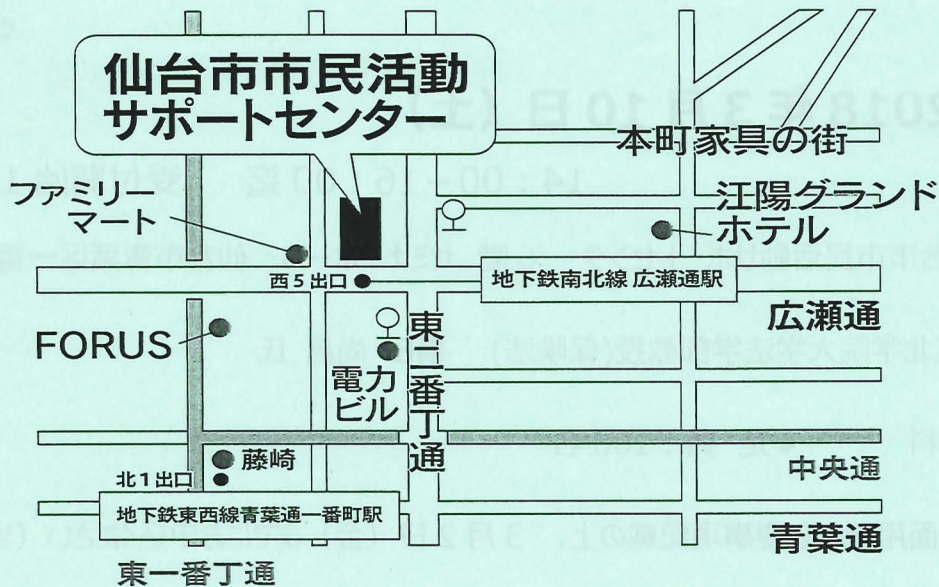 仙台市市民活動
サポートセンター
本町家具の街
ファミリー
マート
江陽グランド
ホテル
西5出口
地下鉄南北線 広瀬通駅
広瀬通
FORUS
東二番丁通
電力
ビル
藤崎
北1出口
中央通
地下鉄東西線青葉通一番町駅
青葉通
東一番丁通